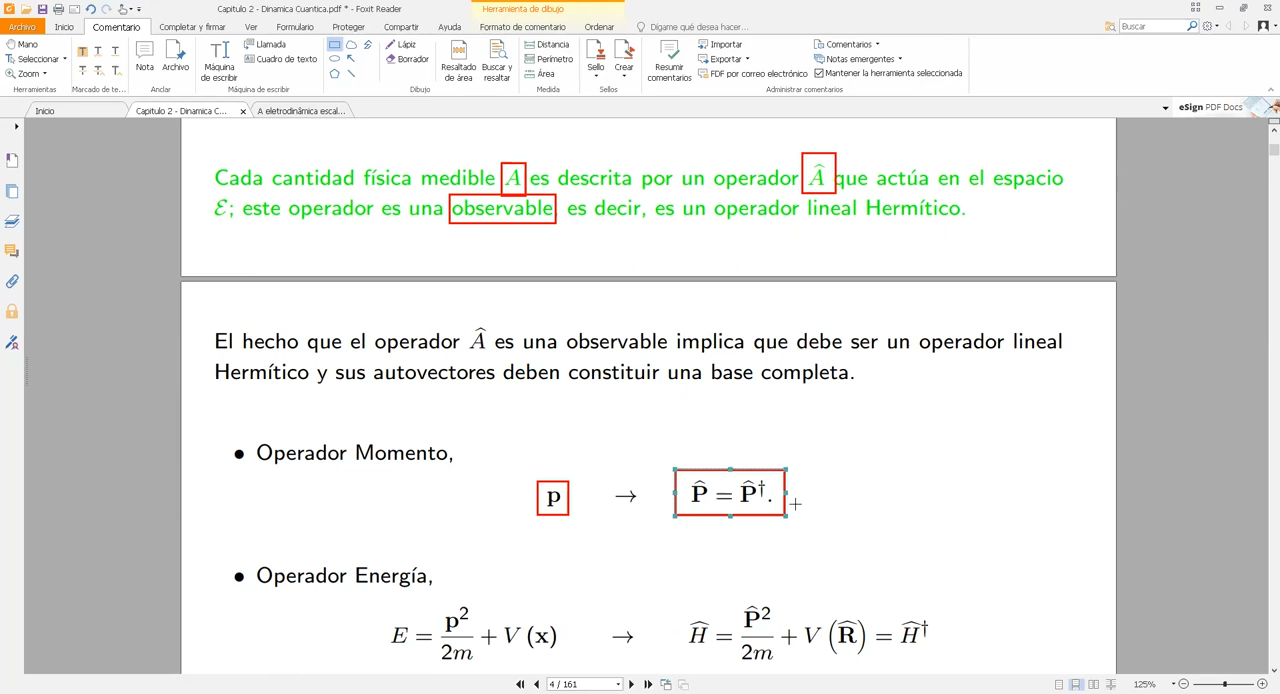 Capitulo 2 - Dinamica Cuantica.pdf * - Foxit Reader
Herramienta de dibujo
Archivo Inicio Comentario Completar y firmar Ver Formulario Proteger Compartir Ayuda Formato de comentario Ordenar Dígame qué desea hacer... Buscar
Mano
Seleccionar
Zoom
Herramientas
Marcado de te...
Nota
Archivo
Anclar
Máquina de escribir
Llamada
Cuadro de texto
Máquina de escribir
Lápiz
Borrador
Resaltado de área
Buscar y resaltar
Dibujo
Distancia
Perímetro
Área
Medida
Sello
Crear
Sellos
Resumir comentarios
Importar
Exportar
FDF por correo electrónico
Comentarios
Notas emergentes
Mantener la herramienta seleccionada
Administrar comentarios
Inicio
Capitulo 2 - Dinamica C...
A eletrodinâmica escal...
eSign PDF Docs
Cada cantidad física medible A es descrita por un operador Â que actúa en el espacio
ℰ; este operador es una observable, es decir, es un operador lineal Hermítico.
El hecho que el operador Â es una observable implica que debe ser un operador lineal
Hermítico y sus autovectores deben constituir una base completa.
• Operador Momento,
p → P̂ = P̂†.
• Operador Energía,
E = p²/2m + V (x) → Ĥ = P̂²/2m + V (R̂) = Ĥ†
4 / 161
125%